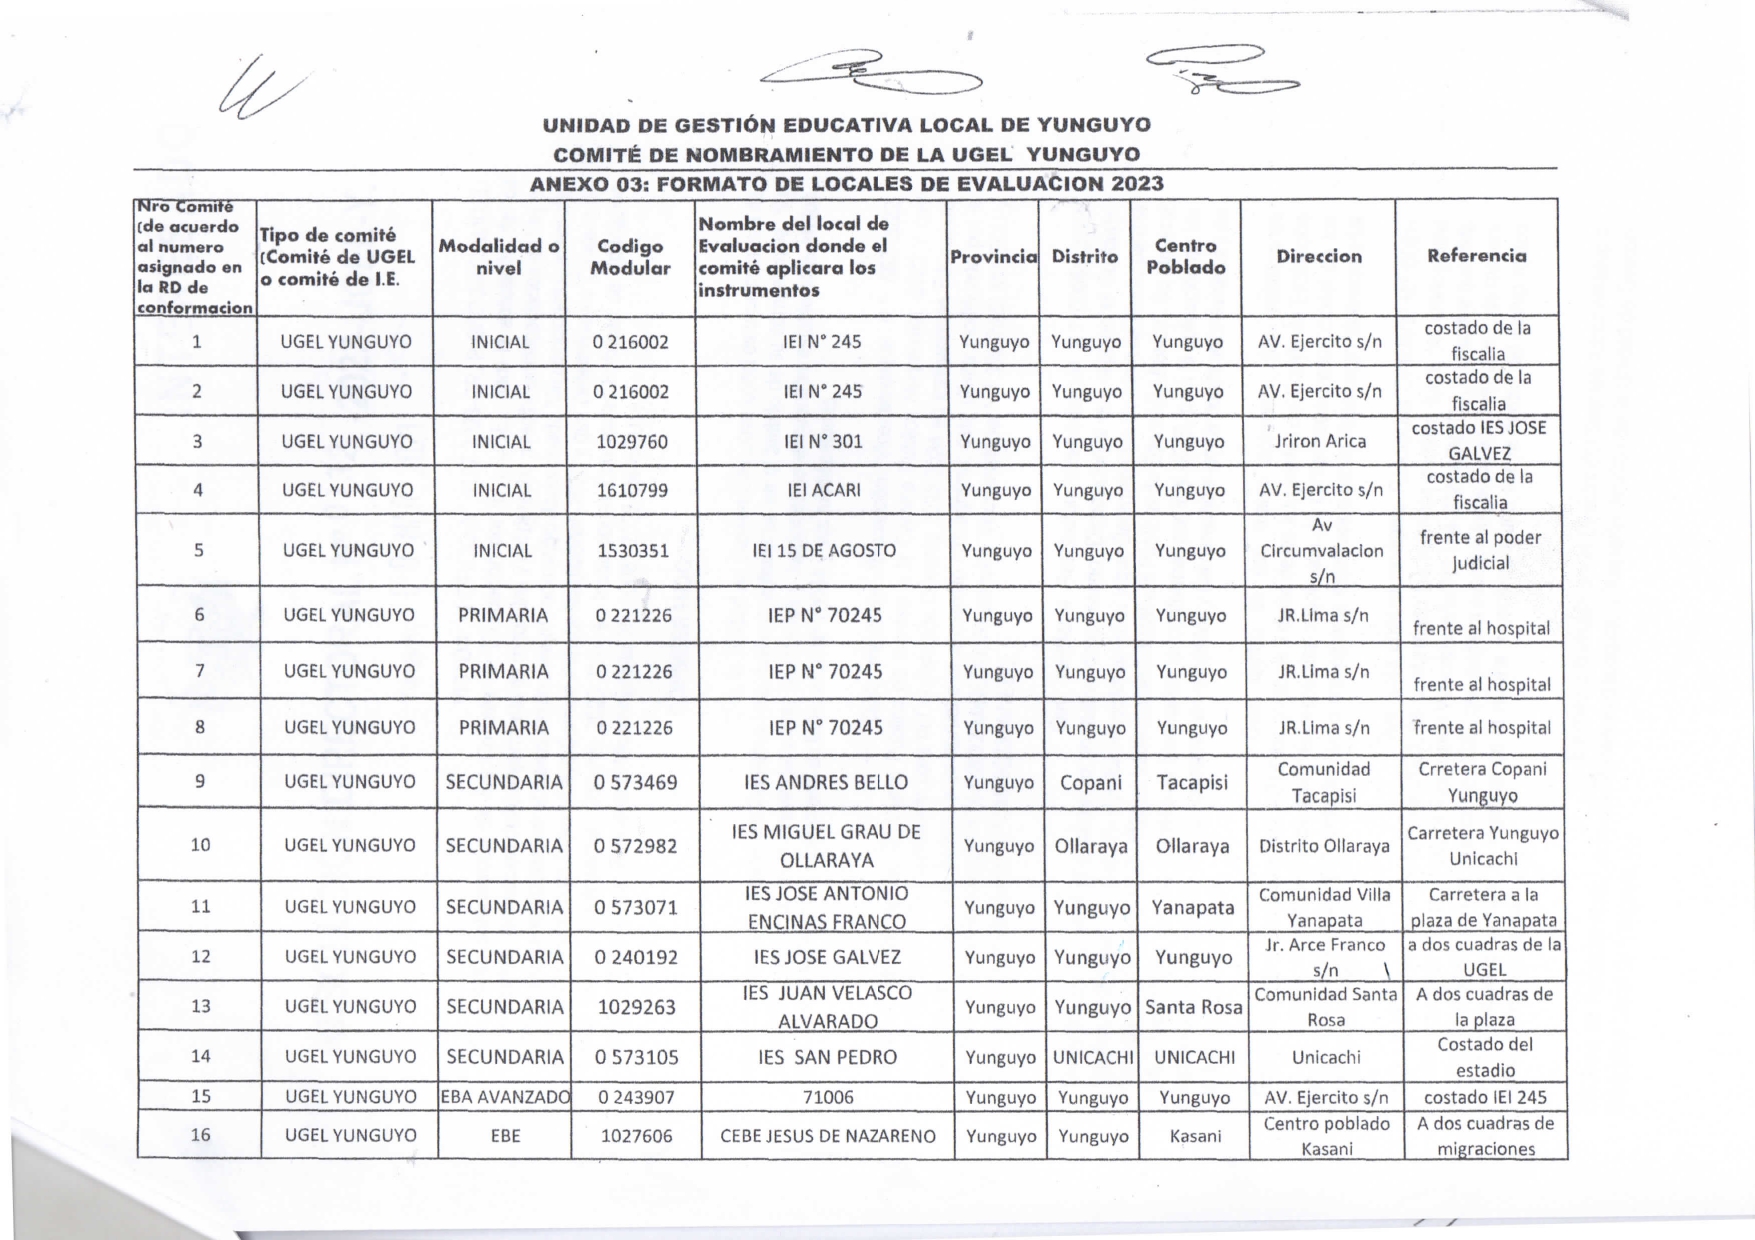 UNIDAD DE GESTIÓN EDUCATIVA LOCAL DE YUNGUYO
COMITÉ DE NOMBRAMIENTO DE LA UGEL YUNGUYO
ANEXO 03: FORMATO DE LOCALES DE EVALUACION 2023
Nro Comité (de acuerdo al numero asignado en la RD de conformacion | Tipo de comité (Comité de UGEL o comité de I.E. | Modalidad o nivel | Codigo Modular | Nombre del local de Evaluacion donde el comité aplicara los instrumentos | Provincia | Distrito | Centro Poblado | Direccion | Referencia
1 | UGEL YUNGUYO | INICIAL | 0 216002 | IEI N° 245 | Yunguyo | Yunguyo | Yunguyo | AV. Ejercito s/n | costado de la fiscalia
2 | UGEL YUNGUYO | INICIAL | 0 216002 | IEI N° 245 | Yunguyo | Yunguyo | Yunguyo | AV. Ejercito s/n | costado de la fiscalia
3 | UGEL YUNGUYO | INICIAL | 1029760 | IEI N° 301 | Yunguyo | Yunguyo | Yunguyo | Jriron Arica | costado IES JOSE GALVEZ
4 | UGEL YUNGUYO | INICIAL | 1610799 | IEI ACARI | Yunguyo | Yunguyo | Yunguyo | AV. Ejercito s/n | costado de la fiscalia
5 | UGEL YUNGUYO | INICIAL | 1530351 | IEI 15 DE AGOSTO | Yunguyo | Yunguyo | Yunguyo | Av Circumvalacion s/n | frente al poder judicial
6 | UGEL YUNGUYO | PRIMARIA | 0 221226 | IEP N° 70245 | Yunguyo | Yunguyo | Yunguyo | JR.Lima s/n | frente al hospital
7 | UGEL YUNGUYO | PRIMARIA | 0 221226 | IEP N° 70245 | Yunguyo | Yunguyo | Yunguyo | JR.Lima s/n | frente al hospital
8 | UGEL YUNGUYO | PRIMARIA | 0 221226 | IEP N° 70245 | Yunguyo | Yunguyo | Yunguyo | JR.Lima s/n | frente al hospital
9 | UGEL YUNGUYO | SECUNDARIA | 0 573469 | IES ANDRES BELLO | Yunguyo | Copani | Tacapisi | Comunidad Tacapisi | Crretera Copani Yunguyo
10 | UGEL YUNGUYO | SECUNDARIA | 0 572982 | IES MIGUEL GRAU DE OLLARAYA | Yunguyo | Ollaraya | Ollaraya | Distrito Ollaraya | Carretera Yunguyo Unicachi
11 | UGEL YUNGUYO | SECUNDARIA | 0 573071 | IES JOSE ANTONIO ENCINAS FRANCO | Yunguyo | Yunguyo | Yanapata | Comunidad Villa Yanapata | Carretera a la plaza de Yanapata
12 | UGEL YUNGUYO | SECUNDARIA | 0 240192 | IES JOSE GALVEZ | Yunguyo | Yunguyo | Yunguyo | Jr. Arce Franco s/n | a dos cuadras de la UGEL
13 | UGEL YUNGUYO | SECUNDARIA | 1029263 | IES JUAN VELASCO ALVARADO | Yunguyo | Yunguyo | Santa Rosa | Comunidad Santa Rosa | A dos cuadras de la plaza
14 | UGEL YUNGUYO | SECUNDARIA | 0 573105 | IES SAN PEDRO | Yunguyo | UNICACHI | UNICACHI | Unicachi | Costado del estadio
15 | UGEL YUNGUYO | EBA AVANZADO | 0 243907 | 71006 | Yunguyo | Yunguyo | Yunguyo | AV. Ejercito s/n | costado IEI 245
16 | UGEL YUNGUYO | EBE | 1027606 | CEBE JESUS DE NAZARENO | Yunguyo | Yunguyo | Kasani | Centro poblado Kasani | A dos cuadras de migraciones